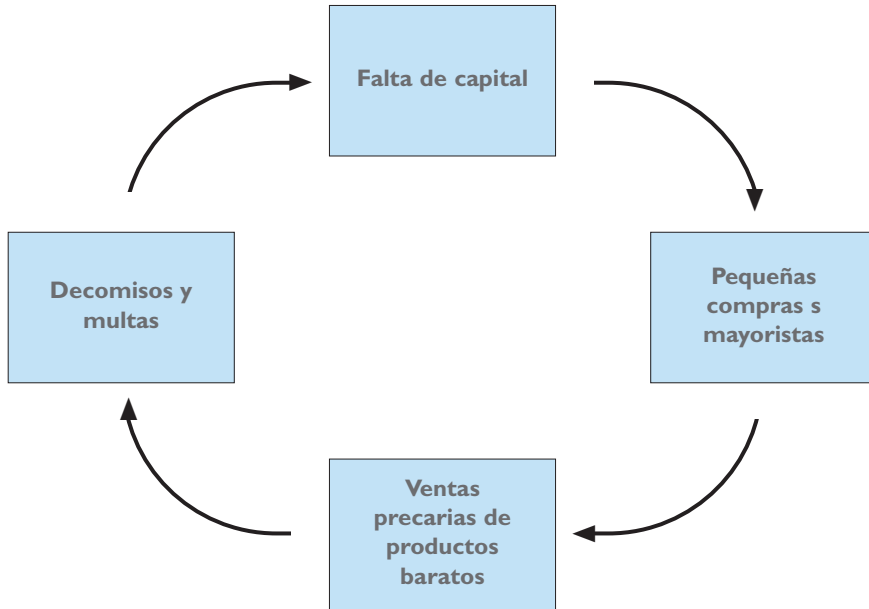 Falta de capital
Pequeñas
compras s
mayoristas
Ventas
precarias de
productos
baratos
Decomisos y
multas